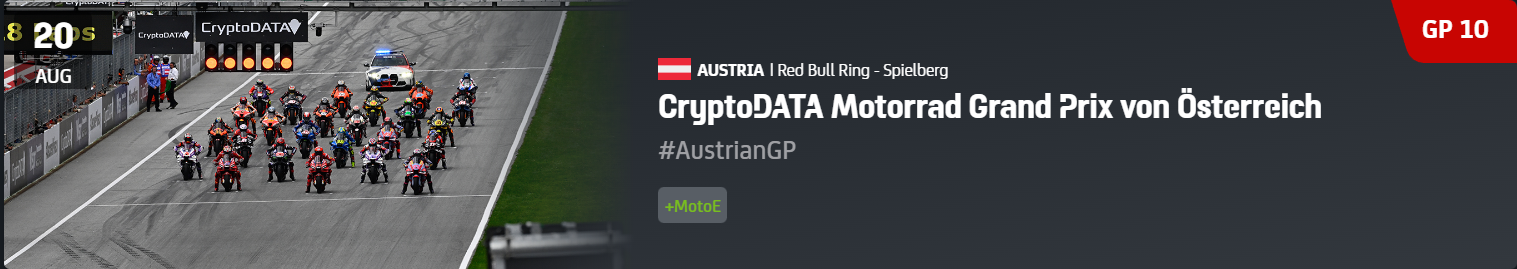 20
AUG
CryptoDATA
CryptoDATA
GP 10
AUSTRIA | Red Bull Ring - Spielberg
CryptoDATA Motorrad Grand Prix von Österreich
#AustrianGP
+MotoE